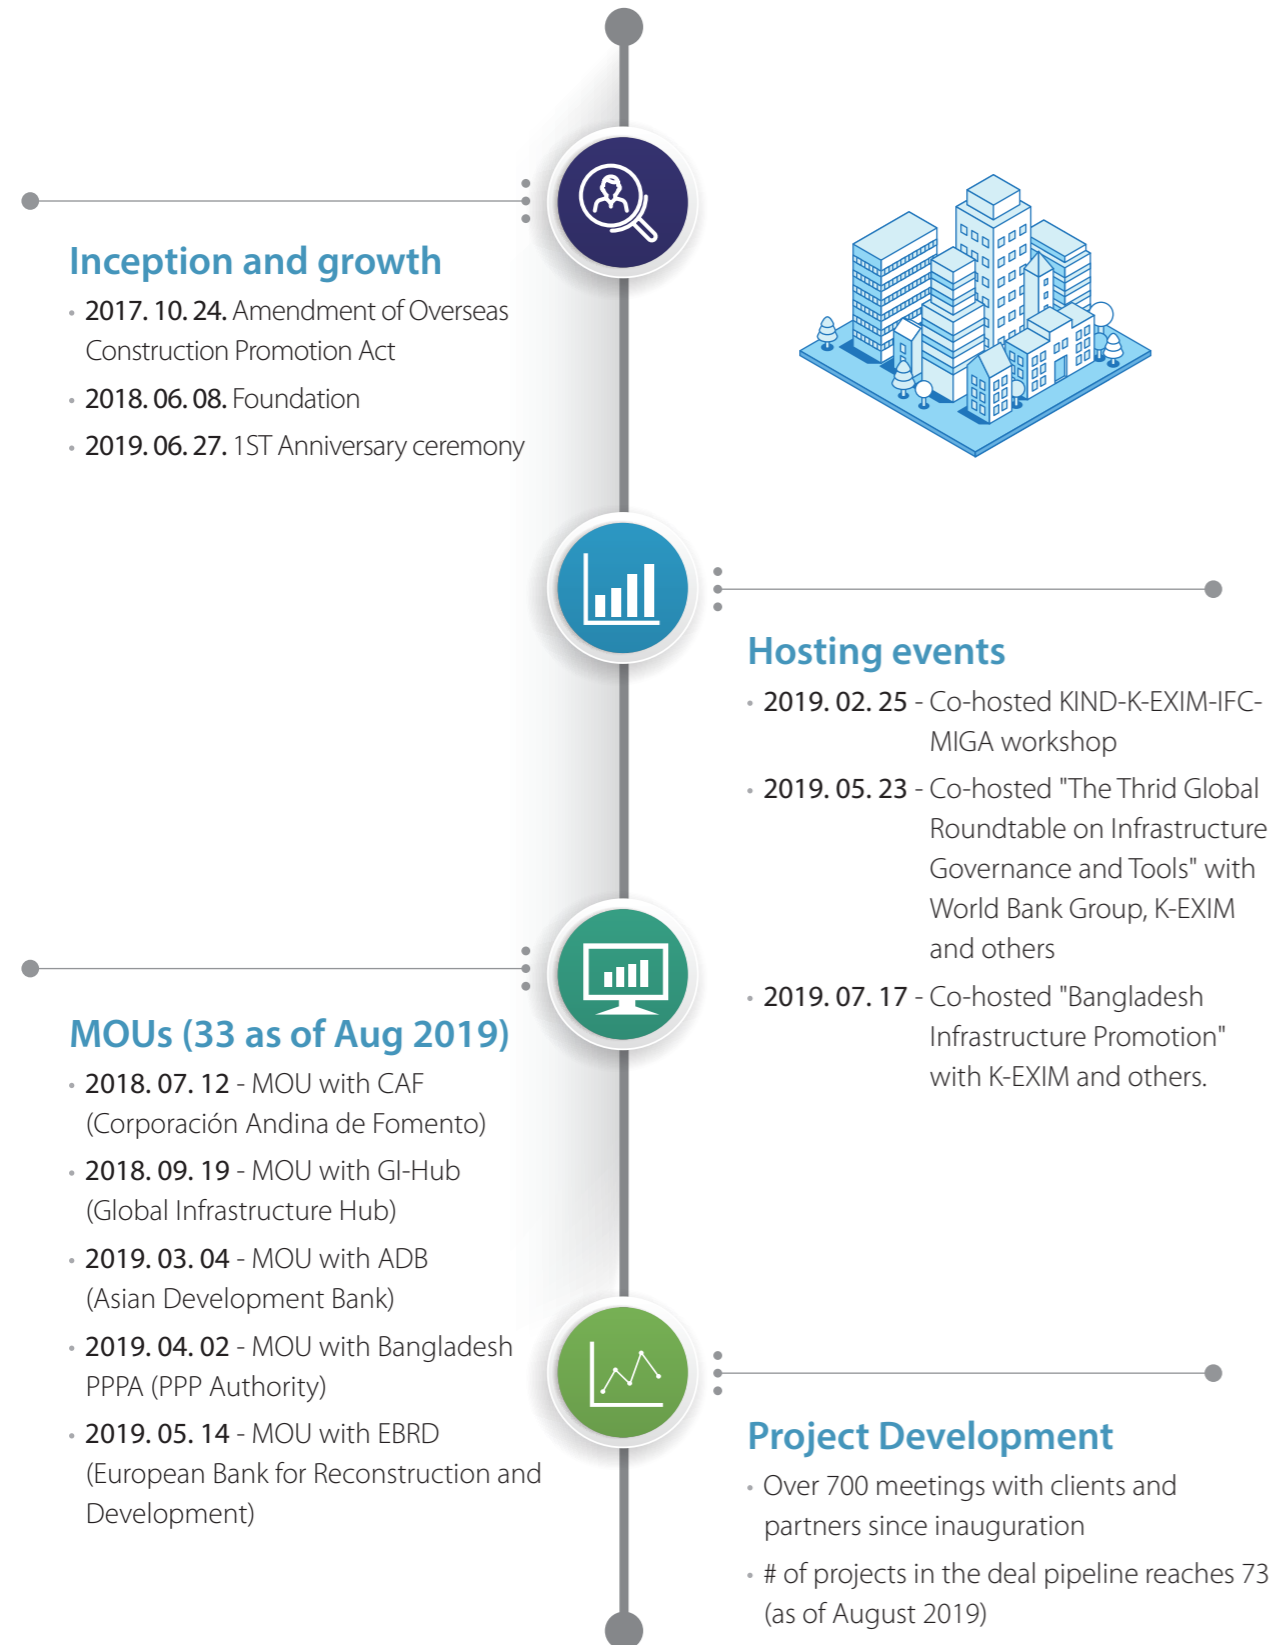 Inception and growth
· 2017. 10. 24. Amendment of Overseas
Construction Promotion Act
· 2018. 06. 08. Foundation
· 2019. 06. 27. 1ST Anniversary ceremony
Hosting events
· 2019. 02. 25 - Co-hosted KIND-K-EXIM-IFC-
MIGA workshop
· 2019. 05. 23 - Co-hosted "The Thrid Global
Roundtable on Infrastructure
Governance and Tools" with
World Bank Group, K-EXIM
and others
· 2019. 07. 17 - Co-hosted "Bangladesh
Infrastructure Promotion"
with K-EXIM and others.
MOUs (33 as of Aug 2019)
· 2018. 07. 12 - MOU with CAF
(Corporación Andina de Fomento)
· 2018. 09. 19 - MOU with GI-Hub
(Global Infrastructure Hub)
· 2019. 03. 04 - MOU with ADB
(Asian Development Bank)
· 2019. 04. 02 - MOU with Bangladesh
PPPA (PPP Authority)
· 2019. 05. 14 - MOU with EBRD
(European Bank for Reconstruction and
Development)
Project Development
· Over 700 meetings with clients and
partners since inauguration
· # of projects in the deal pipeline reaches 73
(as of August 2019)